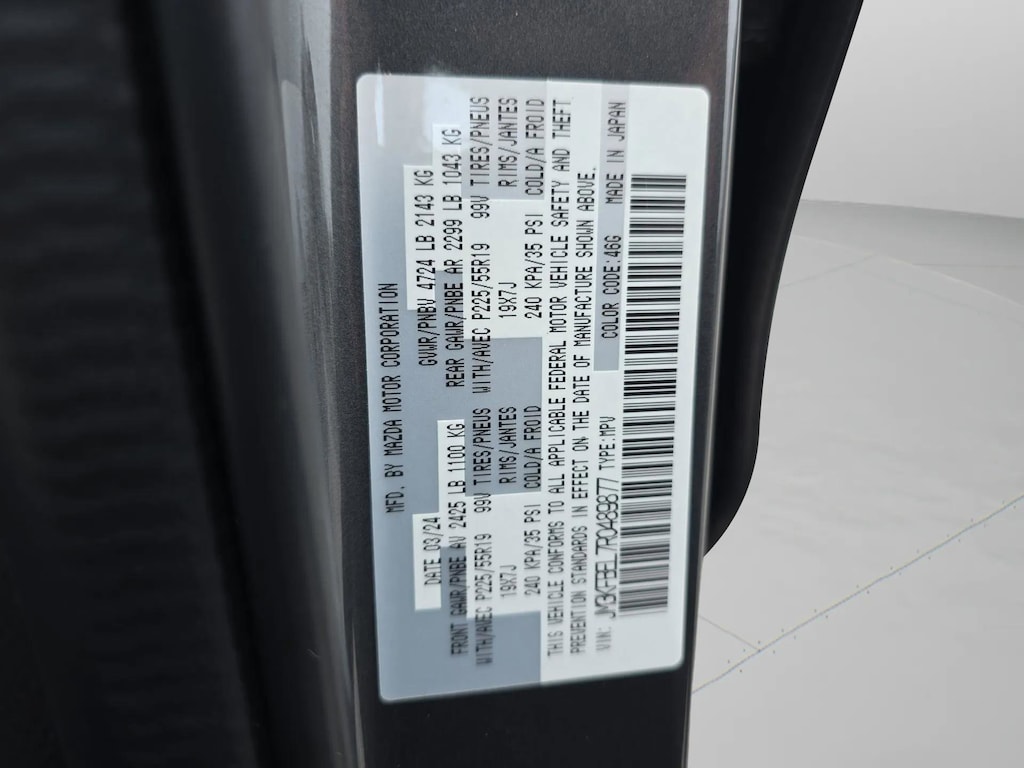 MFD. BY MAZDA MOTOR CORPORATION
DATE 03/24 GVWR/PNBV 4724 LB 2143 KG
FRONT GAWR/PNBE AV 2425 LB 1100 KG REAR GAWR/PNBE AR 2299 LB 1043 KG
WITH/AVEC P225/55R19 99V TIRES/PNEUS WITH/AVEC P225/55R19 99V TIRES/PNEUS
19X7J RIMS/JANTES 19X7J RIMS/JANTES
240 KPA/35 PSI COLD/A FROID 240 KPA/35 PSI COLD/A FROID
THIS VEHICLE CONFORMS TO ALL APPLICABLE FEDERAL MOTOR VEHICLE SAFETY AND THEFT
PREVENTION STANDARDS IN EFFECT ON THE DATE OF MANUFACTURE SHOWN ABOVE.
VIN: JM3KFBEL7R0489877 TYPE:MPV COLOR CODE:46G MADE IN JAPAN